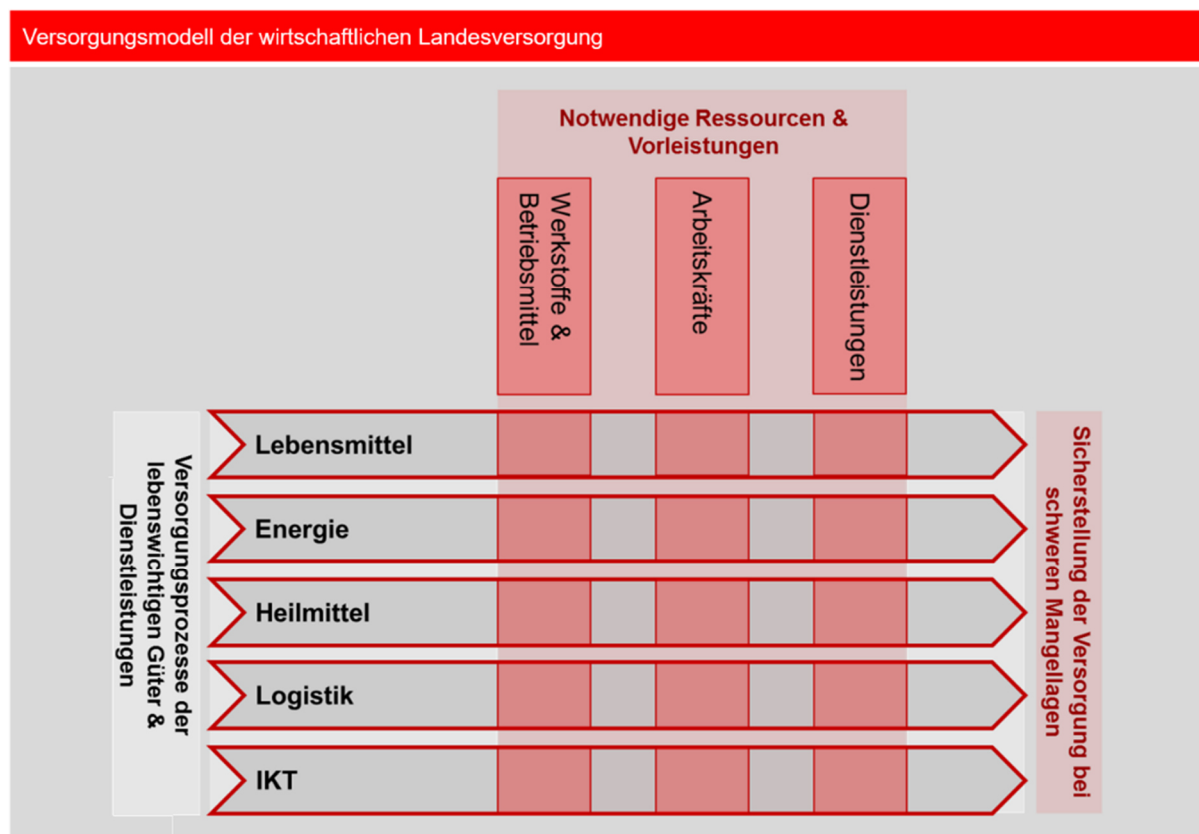 Versorgungsmodell der wirtschaftlichen Landesversorgung
Notwendige Ressourcen &
Vorleistungen
Werkstoffe &
Betriebsmittel
Arbeitskräfte
Dienstleistungen
Versorgungsprozesse der
lebenswichtigen Güter &
Dienstleistungen
Lebensmittel
Energie
Heilmittel
Logistik
IKT
Sicherstellung der Versorgung bei
schweren Mangellagen